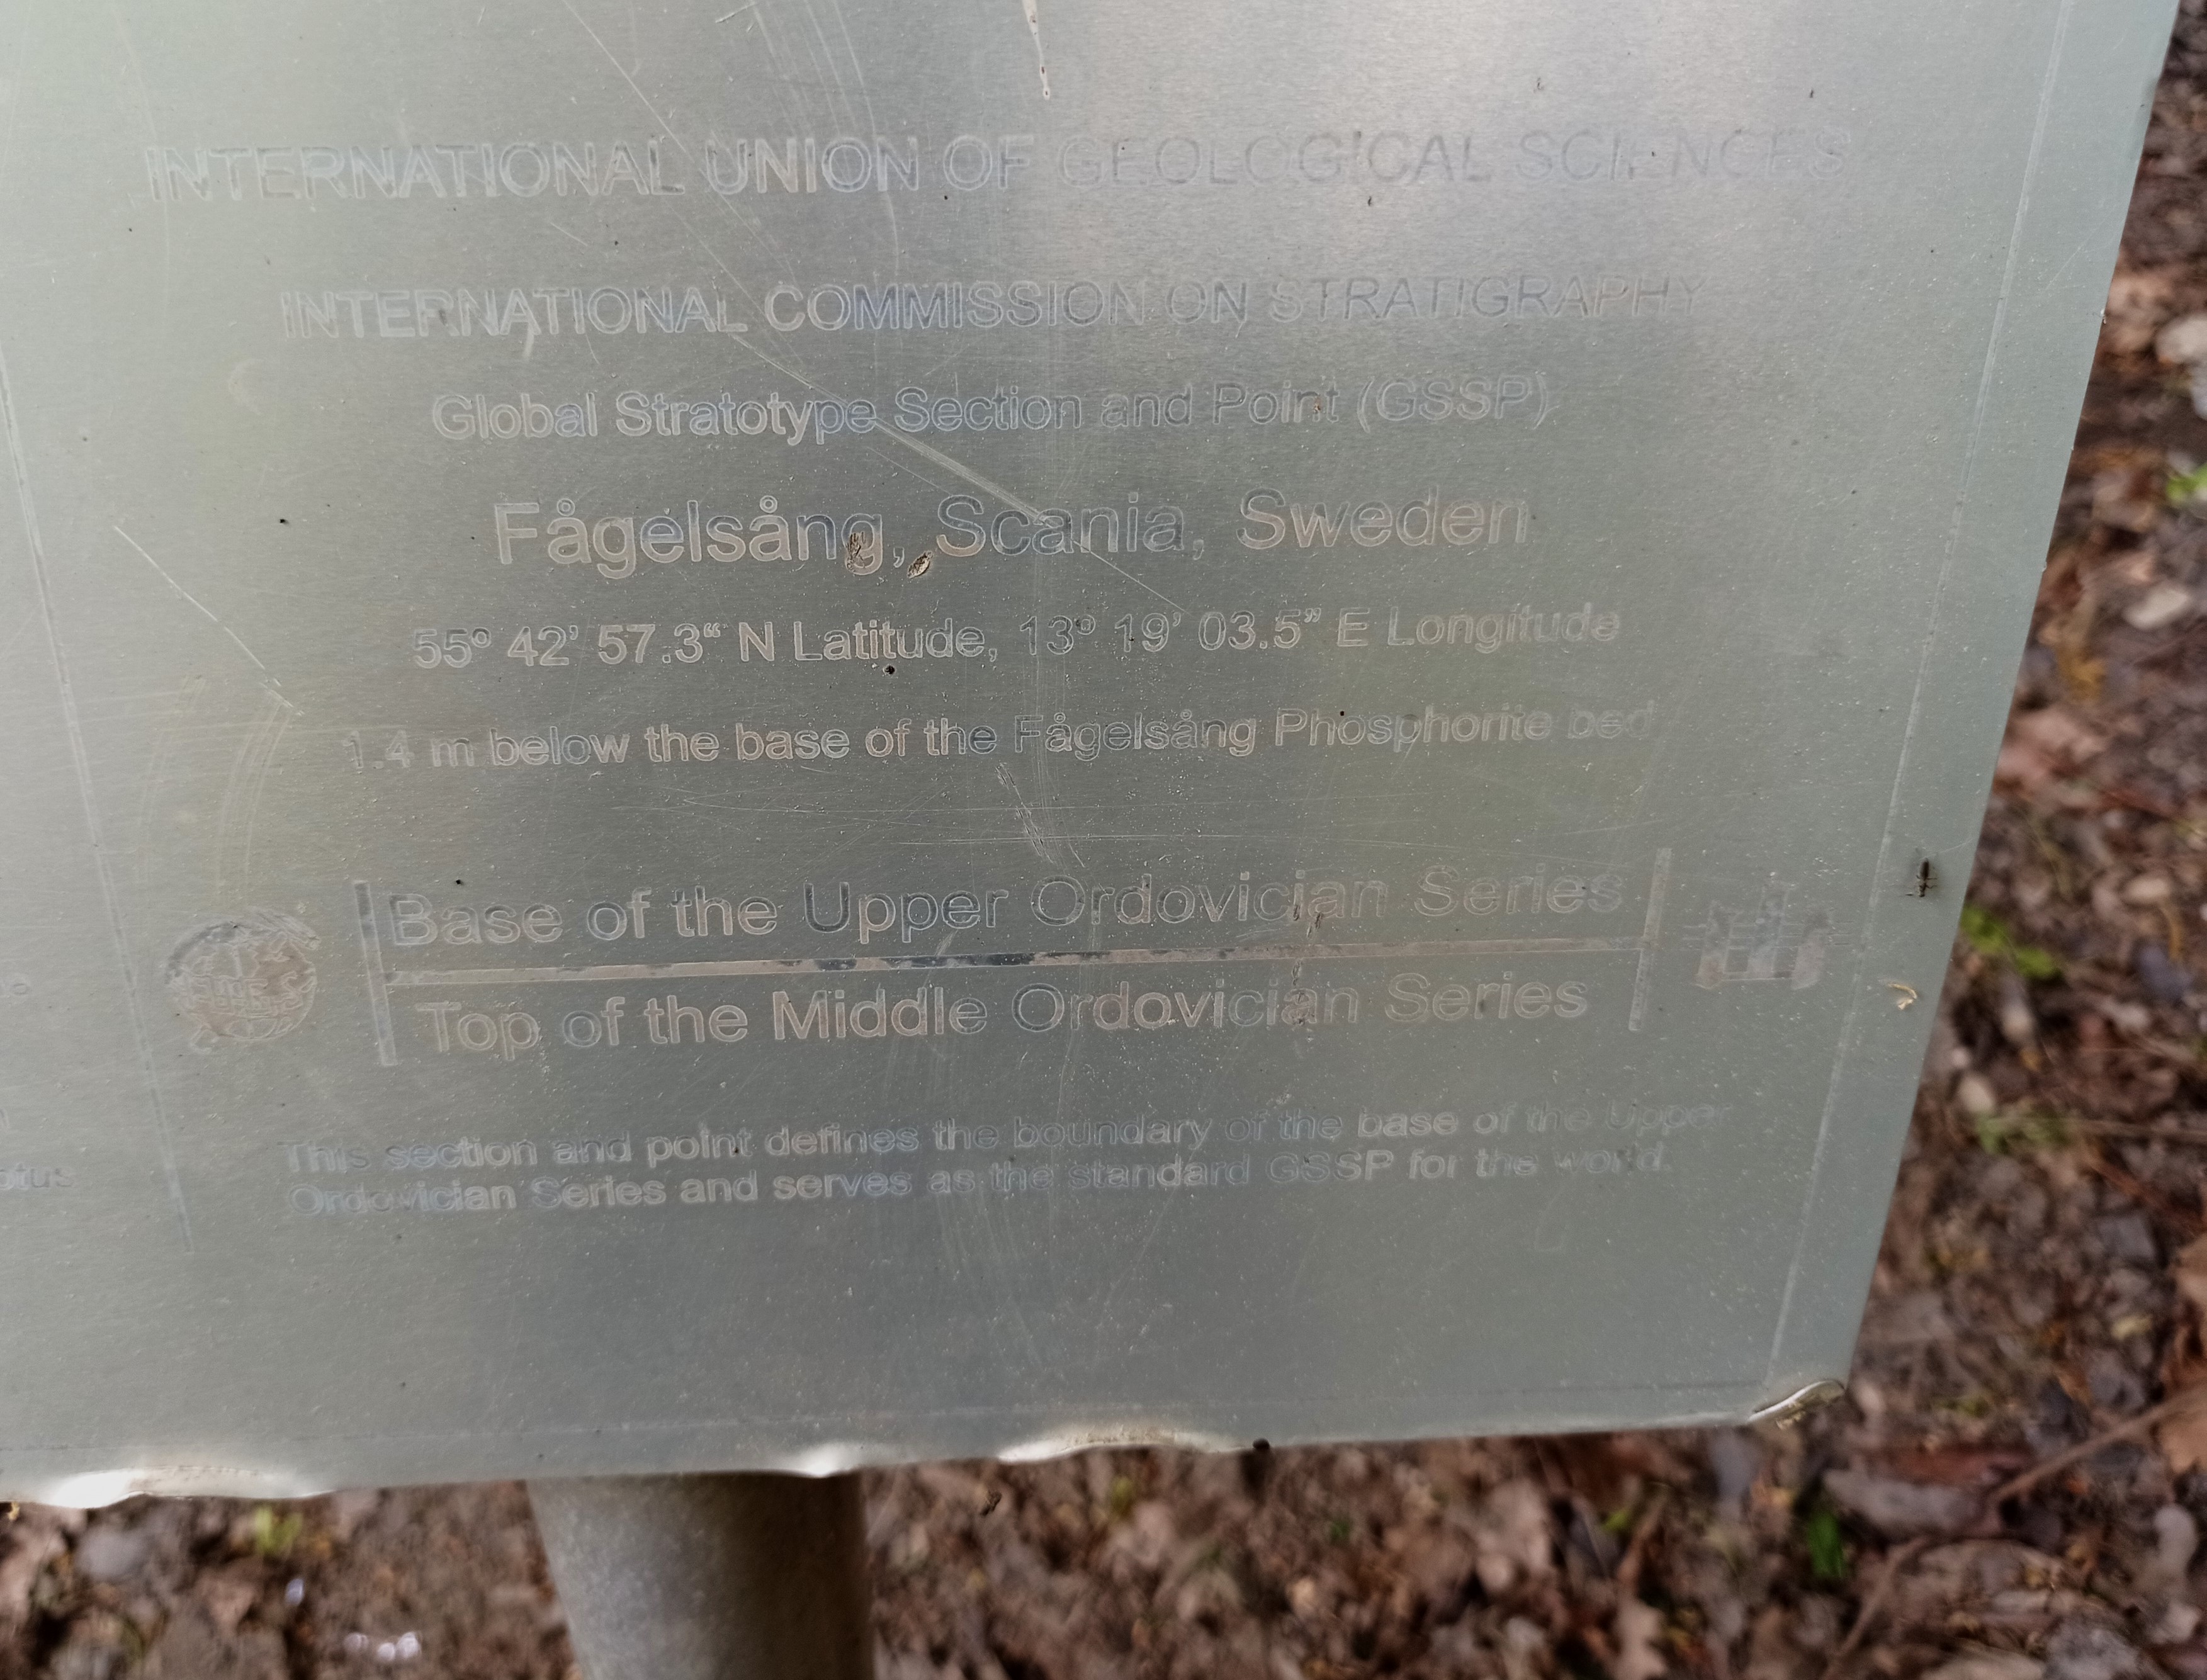 INTERNATIONAL UNION OF GEOLOGICAL SCIENCES
INTERNATIONAL COMMISSION ON STRATIGRAPHY
Global Stratotype Section and Point (GSSP)
Fågelsång, Scania, Sweden
55º 42’ 57.3“ N Latitude, 13º 19’ 03.5” E Longitude
1.4 m below the base of the Fågelsång Phosphorite bed
Base of the Upper Ordovician Series
Top of the Middle Ordovician Series
IUGS
This section and point defines the boundary of the base of the Upper
Ordovician Series and serves as the standard GSSP for the world.